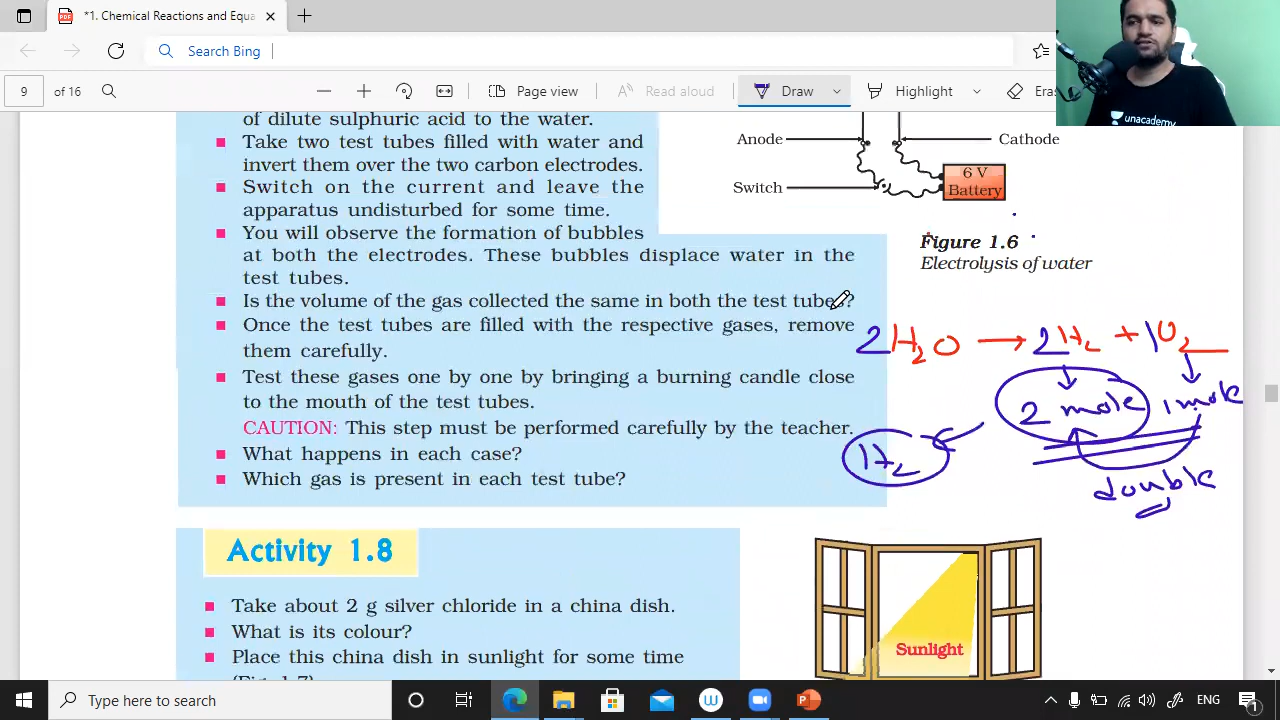 *1. Chemical Reactions and Equa
Search Bing
9 of 16
Page view
Read aloud
Draw
Highlight
unacademy
of dilute sulphuric acid to the water.
Take two test tubes filled with water and
invert them over the two carbon electrodes.
Switch on the current and leave the
apparatus undisturbed for some time.
You will observe the formation of bubbles
at both the electrodes. These bubbles displace water in the
test tubes.
Is the volume of the gas collected the same in both the test tubes?
Once the test tubes are filled with the respective gases, remove
them carefully.
Test these gases one by one by bringing a burning candle close
to the mouth of the test tubes.
CAUTION: This step must be performed carefully by the teacher.
What happens in each case?
Which gas is present in each test tube?
Anode
Cathode
Switch
6 V
Battery
Figure 1.6
Electrolysis of water
2H2O → 2H2 + 1O2
2 mole 1 mole
H2
double
Activity 1.8
Take about 2 g silver chloride in a china dish.
What is its colour?
Place this china dish in sunlight for some time
Sunlight
Type here to search
ENG
1